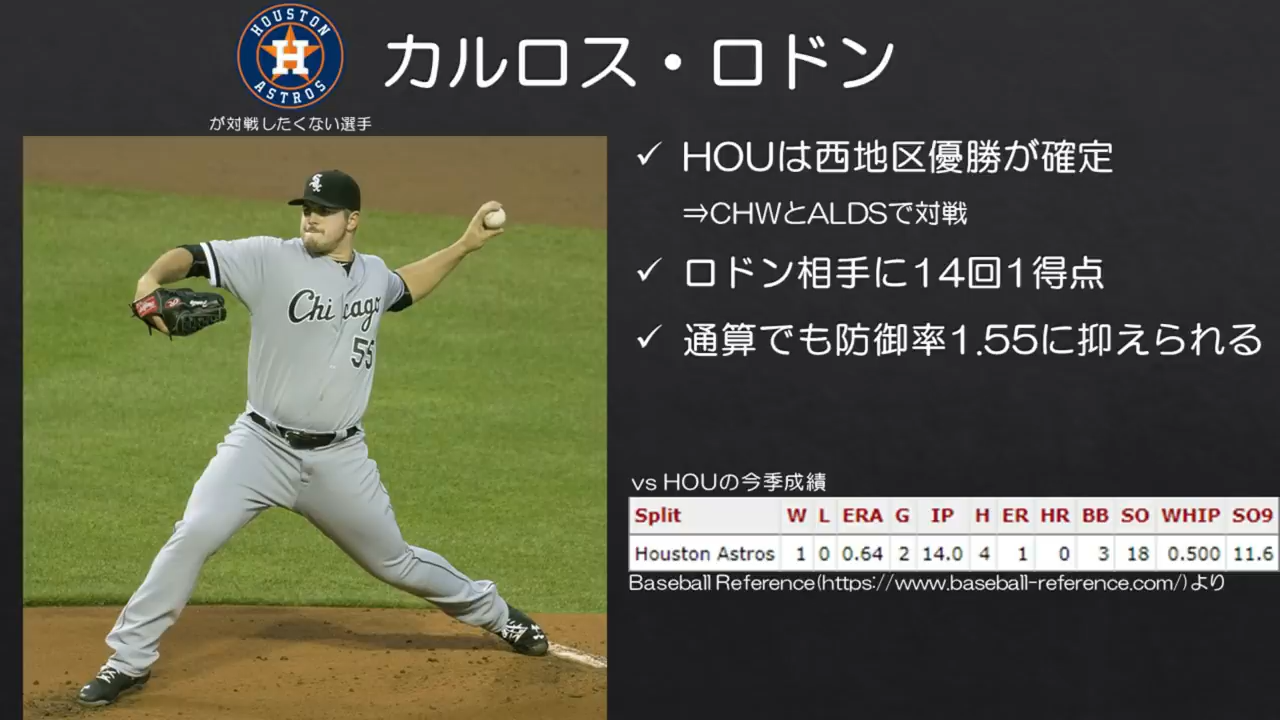 HOUSTON
H
ASTROS
カルロス・ロドン
が対戦したくない選手
✓ HOUは西地区優勝が確定
⇒CHWとALDSで対戦
✓ ロドン相手に14回1得点
✓ 通算でも防御率1.55に抑えられる
Chicago
55
vs HOUの今季成績
Split W L ERA G IP H ER HR BB SO WHIP SO9
Houston Astros 1 0 0.64 2 14.0 4 1 0 3 18 0.500 11.6
Baseball Reference(https://www.baseball-reference.com/)より